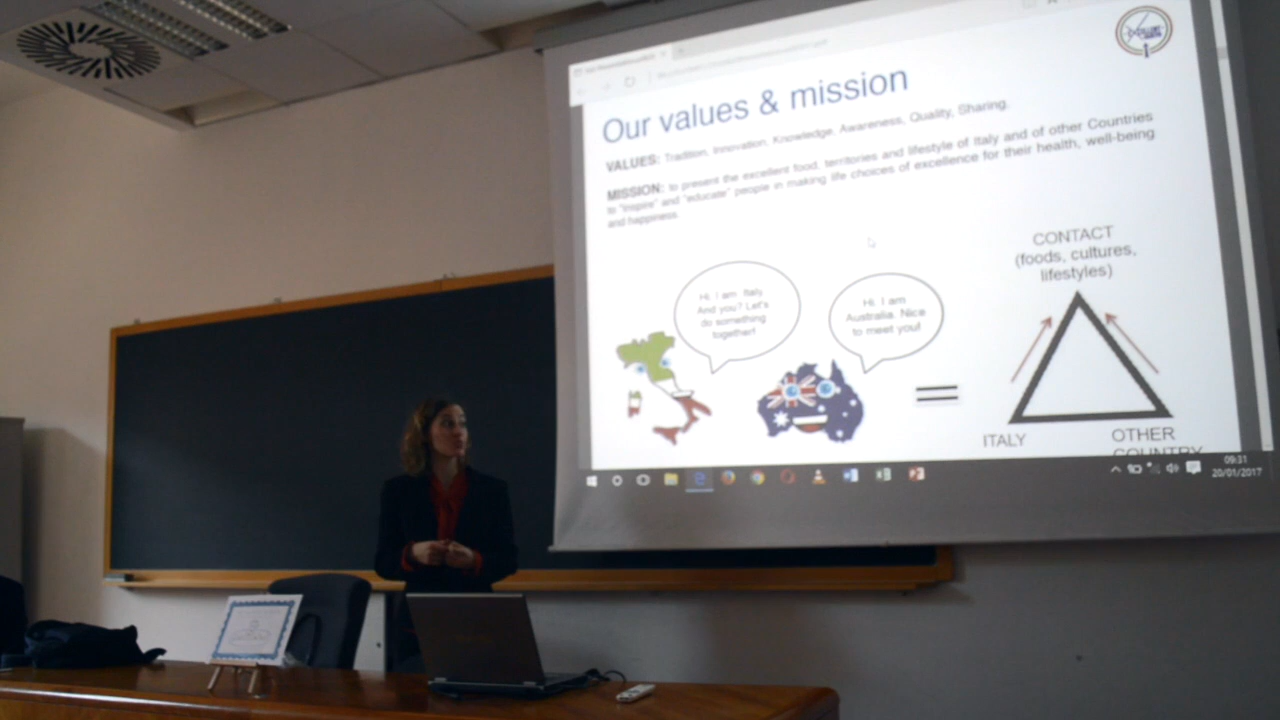 Our values & mission
VALUES: Tradition, Innovation, Knowledge, Awareness, Quality, Sharing.
MISSION: to present the excellent food, territories and lifestyle of Italy and of other Countries
to "inspire" and "educate" people in making life choices of excellence for their health, well-being
and happiness
Hi, I am Italy.
And you? Let's
do something
together!
Hi. I am
Australia. Nice
to meet you!
CONTACT
(foods, cultures,
lifestyles)
ITALY
OTHER
COUNTRY
09:31
20/01/2017